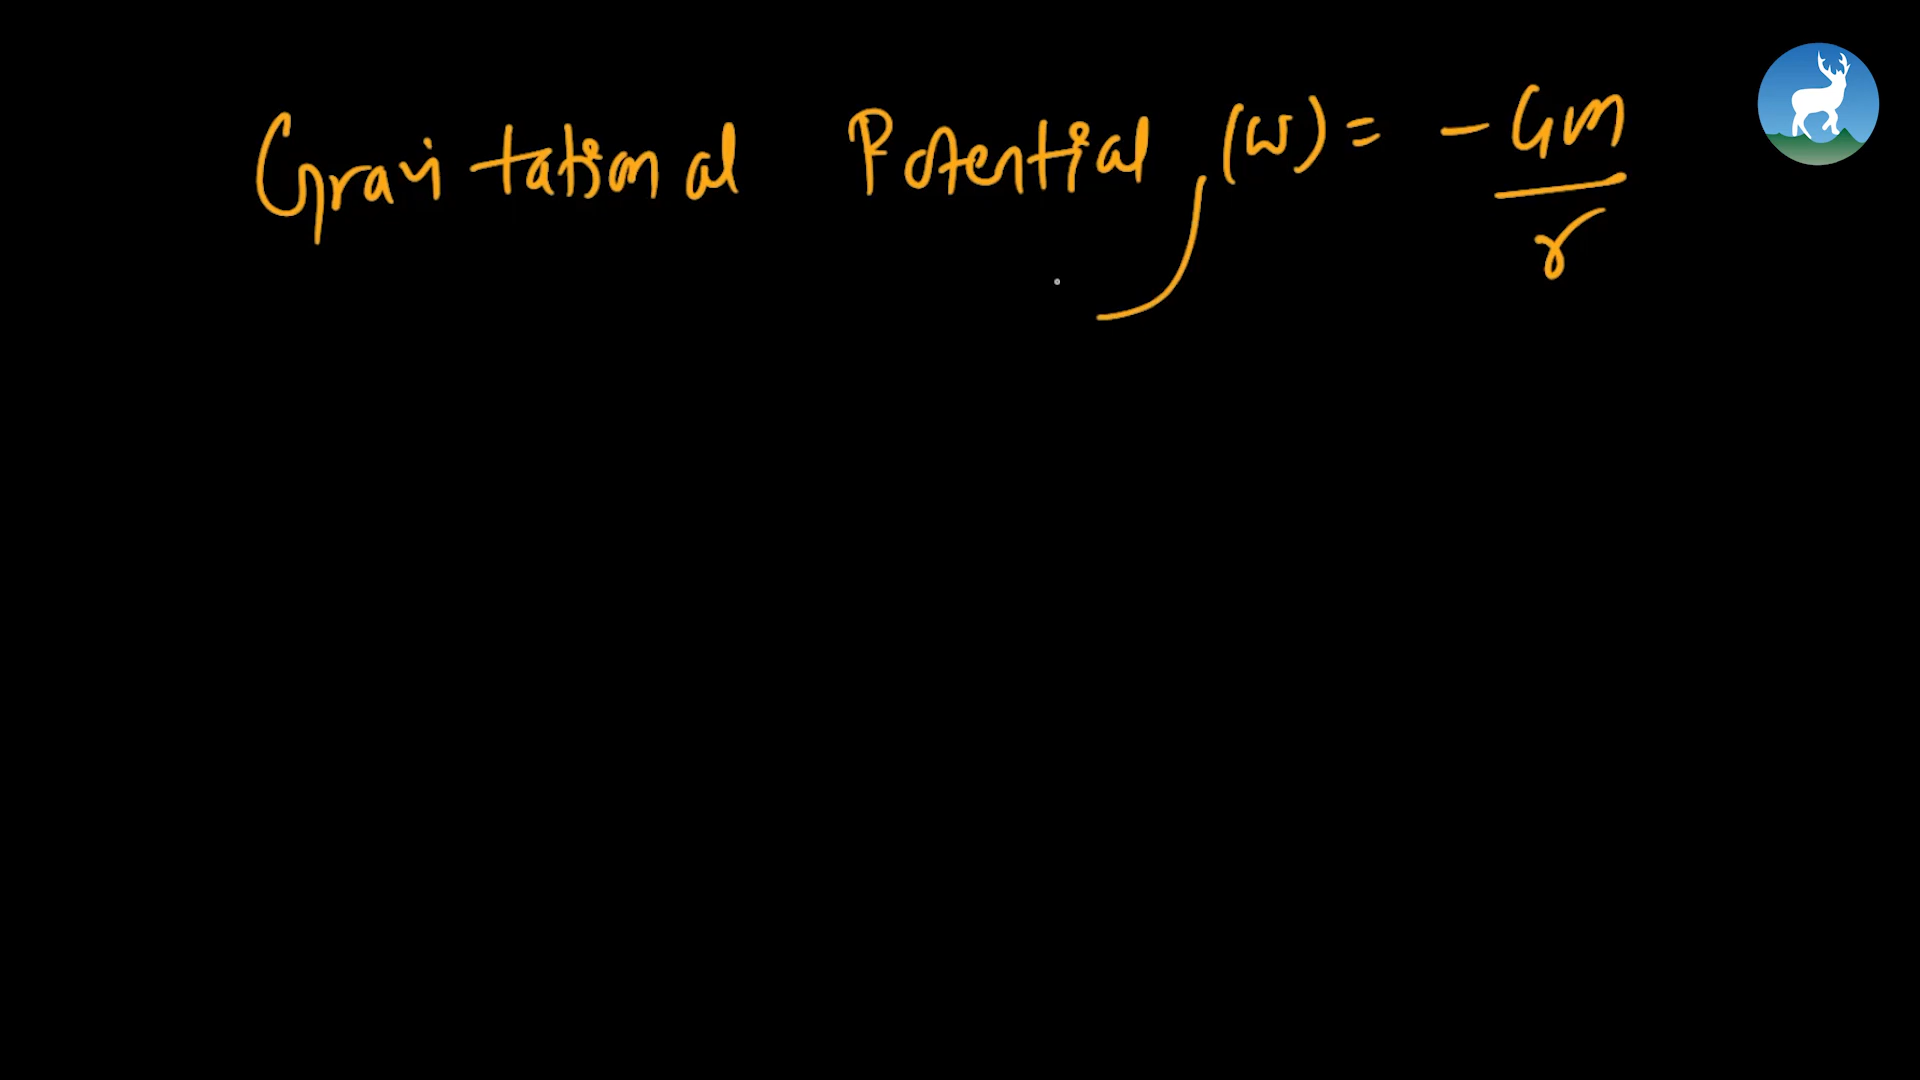 Gravitational Potential (W) = - GM / r